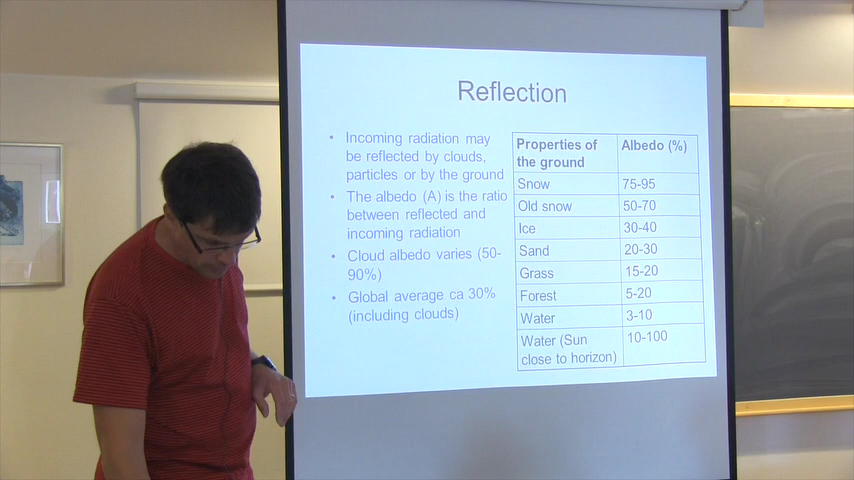 Reflection
• Incoming radiation may
be reflected by clouds,
particles or by the ground
• The albedo (A) is the ratio
between reflected and
incoming radiation
• Cloud albedo varies (50-
90%)
• Global average ca 30%
(including clouds)
Properties of
the ground
Albedo (%)
Snow 75-95
Old snow 50-70
Ice 30-40
Sand 20-30
Grass 15-20
Forest 5-20
Water 3-10
Water (Sun
close to horizon)
10-100